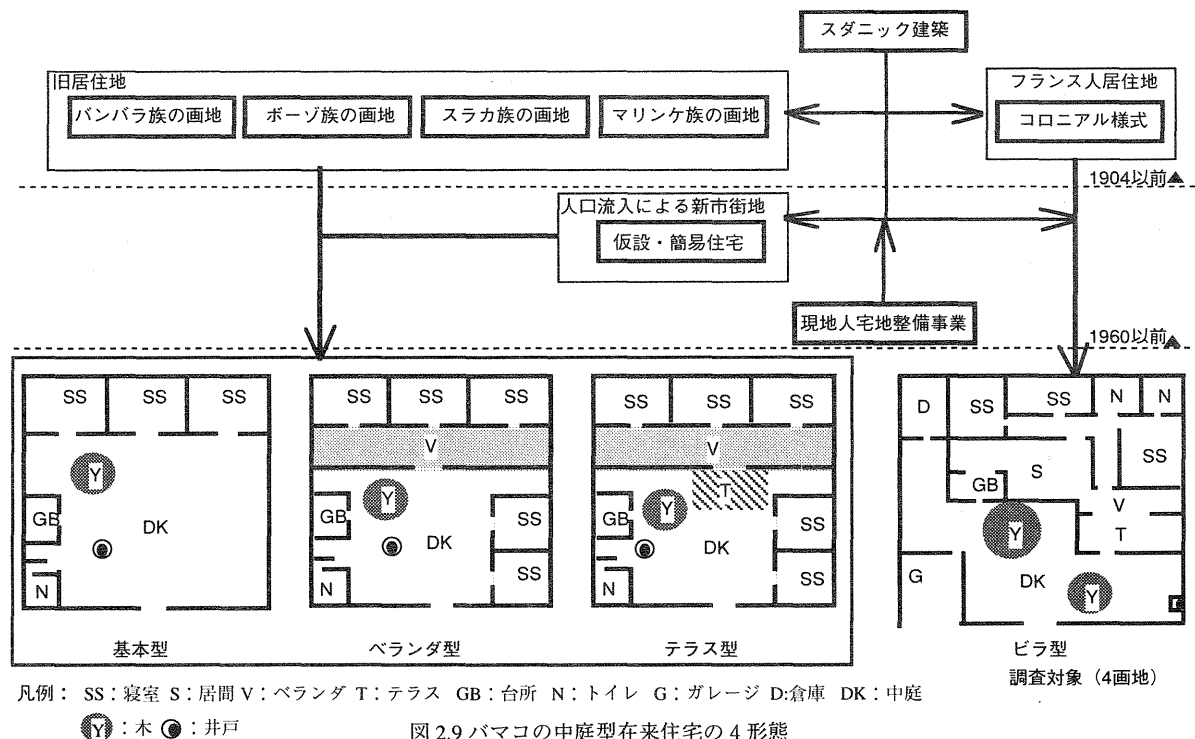 スダニック建築
旧居住地
バンバラ族の画地 ボーゾ族の画地 スラカ族の画地 マリンケ族の画地
フランス人居住地
コロニアル様式
1904以前▲
人口流入による新市街地
仮設・簡易住宅
現地人宅地整備事業
1960以前▲
SS SS SS
Y
GB
DK
N
基本型
SS SS SS
V
Y
GB
DK
SS
SS
N
ベランダ型
SS SS SS
V
T
Y
GB
DK
SS
SS
N
テラス型
D SS SS N N
S
SS
GB
V
Y
T
G
DK
Y
ビラ型
調査対象(4画地)
凡例: SS:寝室 S:居間 V:ベランダ T:テラス GB:台所 N:トイレ G:ガレージ D:倉庫 DK:中庭
Y:木 :井戸
図2.9 バマコの中庭型在来住宅の4形態